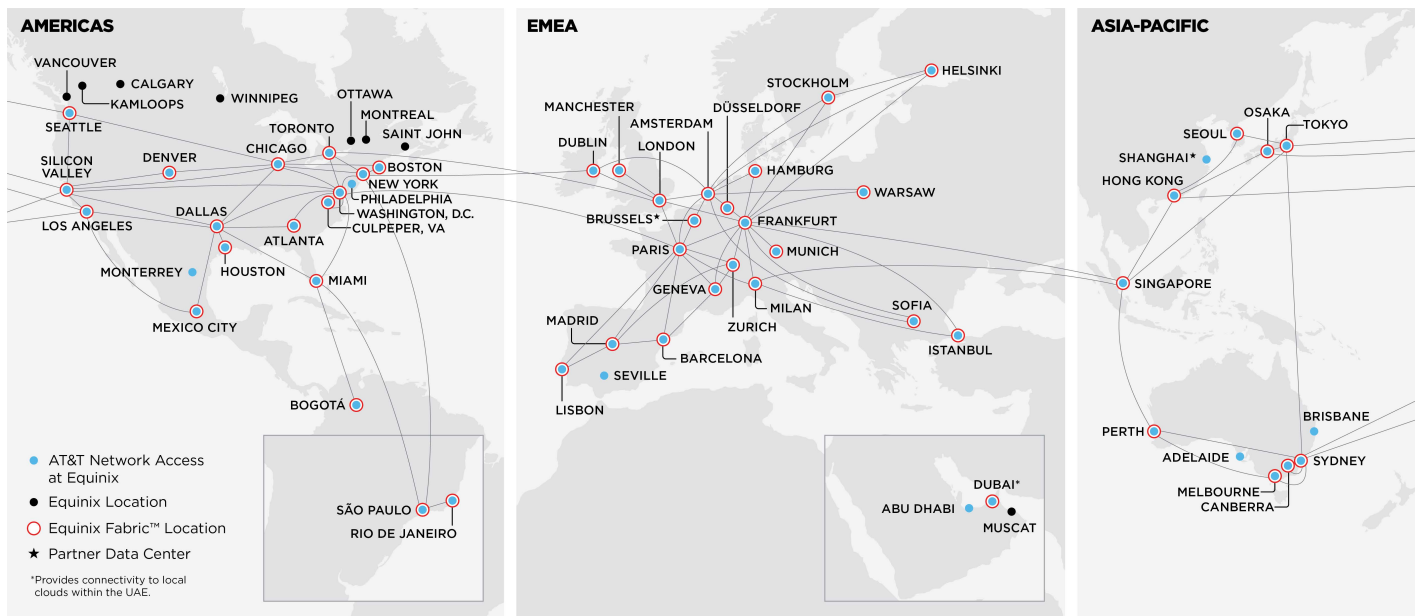 AMERICAS
VANCOUVER
CALGARY
KAMLOOPS
WINNIPEG
OTTAWA
MONTREAL
SAINT JOHN
SEATTLE
TORONTO
CHICAGO
BOSTON
SILICON
VALLEY
DENVER
NEW YORK
PHILADELPHIA
WASHINGTON, D.C.
CULPEPER, VA
LOS ANGELES
DALLAS
ATLANTA
HOUSTON
MONTERREY
MIAMI
MEXICO CITY
BOGOTÁ
SÃO PAULO
RIO DE JANEIRO
AT&T Network Access
at Equinix
Equinix Location
Equinix Fabric™ Location
★ Partner Data Center
*Provides connectivity to local
clouds within the UAE.
EMEA
HELSINKI
STOCKHOLM
MANCHESTER
DÜSSELDORF
AMSTERDAM
DUBLIN
LONDON
HAMBURG
WARSAW
BRUSSELS★
FRANKFURT
PARIS
MUNICH
GENEVA
MILAN
SOFIA
MADRID
ZURICH
ISTANBUL
BARCELONA
SEVILLE
LISBON
DUBAI*
ABU DHABI
MUSCAT
ASIA-PACIFIC
OSAKA
TOKYO
SEOUL
SHANGHAI★
HONG KONG
SINGAPORE
BRISBANE
PERTH
ADELAIDE
SYDNEY
MELBOURNE
CANBERRA